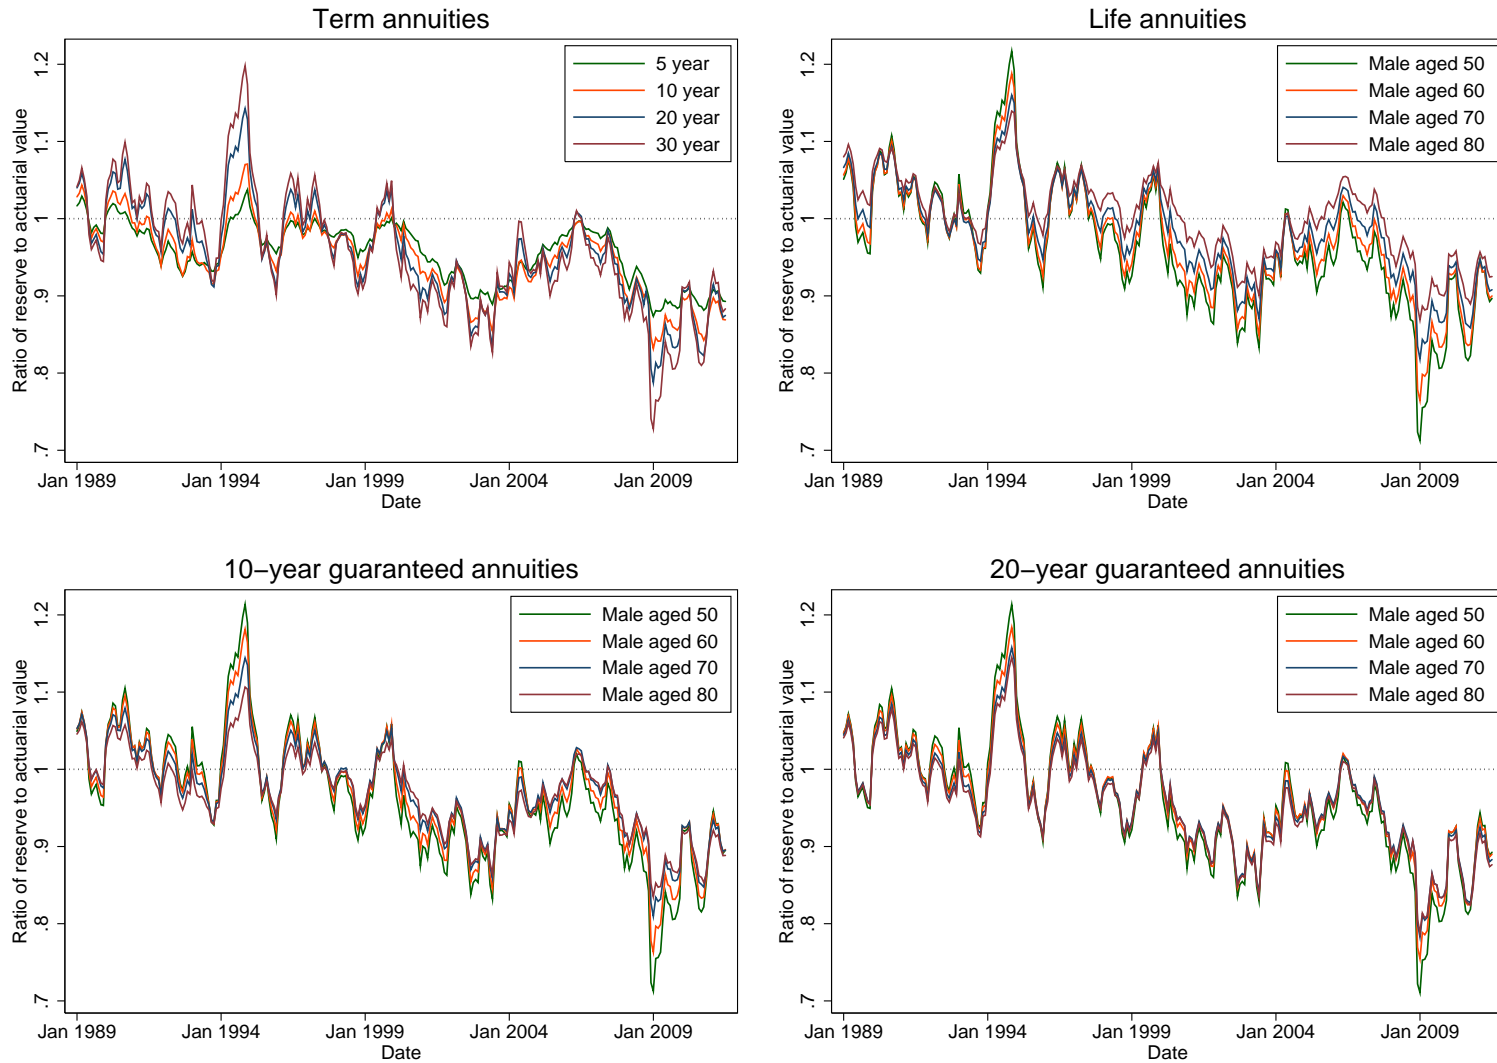 Term annuities
Ratio of reserve to actuarial value
.7 .8 .9 1 1.1 1.2
5 year
10 year
20 year
30 year
Jan 1989 Jan 1994 Jan 1999 Jan 2004 Jan 2009
Date
Life annuities
Ratio of reserve to actuarial value
.7 .8 .9 1 1.1 1.2
Male aged 50
Male aged 60
Male aged 70
Male aged 80
Jan 1989 Jan 1994 Jan 1999 Jan 2004 Jan 2009
Date
10−year guaranteed annuities
Ratio of reserve to actuarial value
.7 .8 .9 1 1.1 1.2
Male aged 50
Male aged 60
Male aged 70
Male aged 80
Jan 1989 Jan 1994 Jan 1999 Jan 2004 Jan 2009
Date
20−year guaranteed annuities
Ratio of reserve to actuarial value
.7 .8 .9 1 1.1 1.2
Male aged 50
Male aged 60
Male aged 70
Male aged 80
Jan 1989 Jan 1994 Jan 1999 Jan 2004 Jan 2009
Date